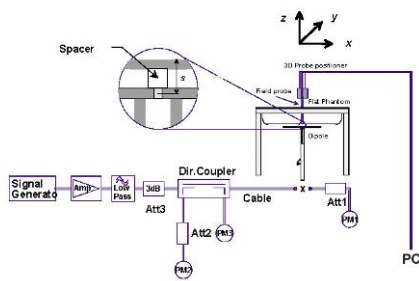 z
y
x
Spacer
s
3D Probe positioner
Field probe
Flat Phantom
Dipole
Dir.Coupler
Signal
Generato
Amp
Low
Pass
3dB
Att3
Cable
x
Att1
PM1
Att2
PM3
PM2
PC